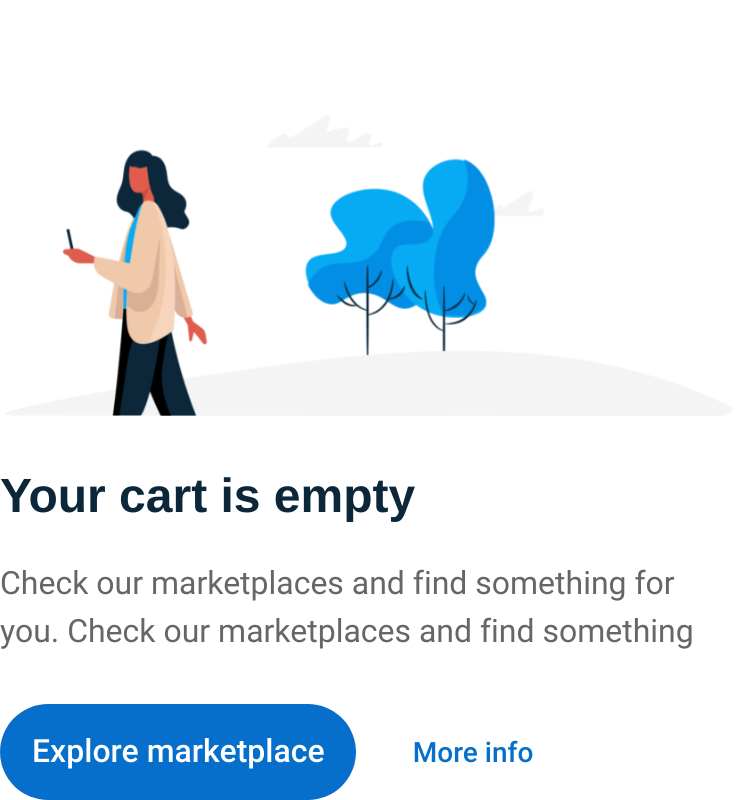 Your cart is empty
Check our marketplaces and find something for
you. Check our marketplaces and find something
Explore marketplace
More info